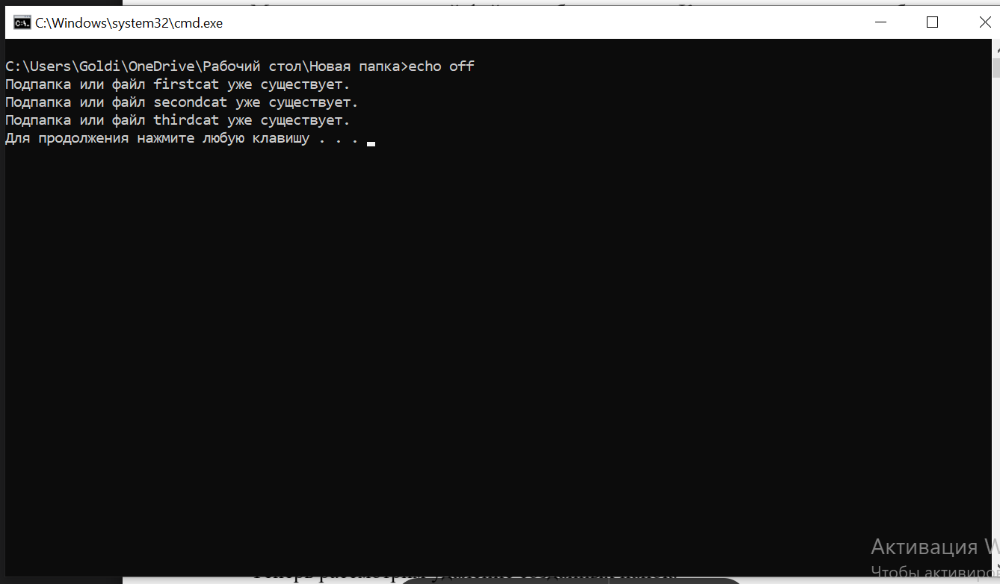 C:\Windows\system32\cmd.exe
C:\Users\Goldi\OneDrive\Рабочий стол\Новая папка>echo off
Подпапка или файл firstcat уже существует.
Подпапка или файл secondcat уже существует.
Подпапка или файл thirdcat уже существует.
Для продолжения нажмите любую клавишу . . .
Активация W
Чтобы активиров